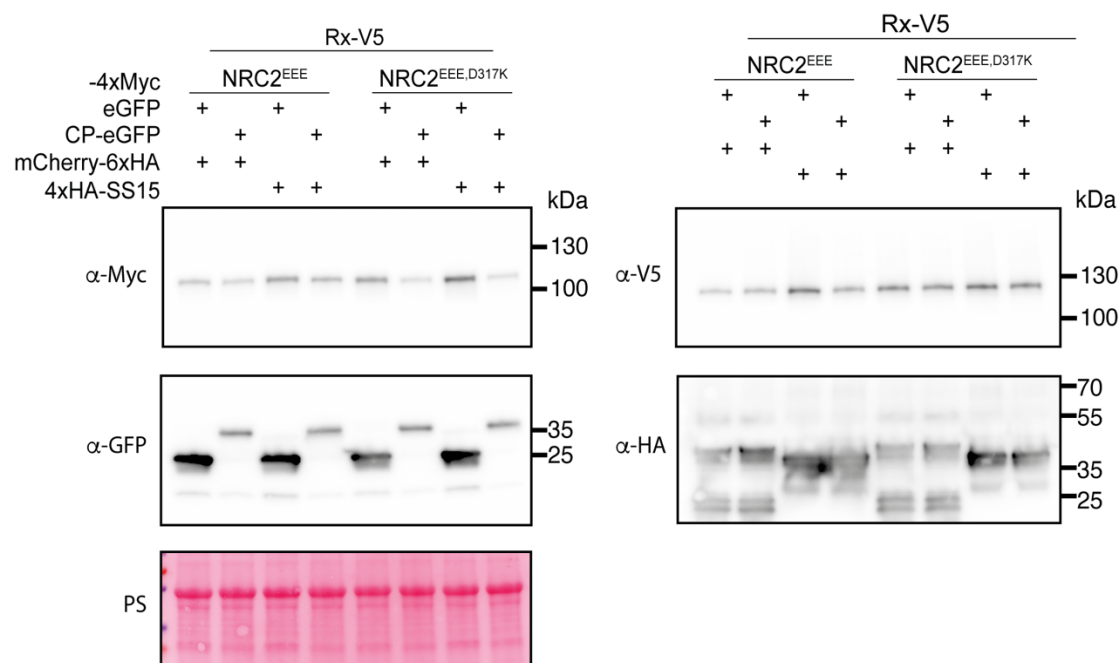 Rx-V5
-4xMyc NRC2EEE NRC2EEE,D317K
eGFP + + + +
CP-eGFP + + + +
mCherry-6xHA + + + +
4xHA-SS15 + + + +
kDa
α-Myc
130
100
α-GFP
35
25
PS
Rx-V5
NRC2EEE NRC2EEE,D317K
+ + + +
+ + + +
+ + + +
+ + + +
kDa
α-V5
130
100
α-HA
70
55
35
25